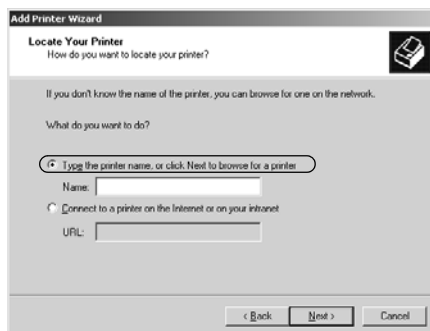 Add Printer Wizard
Locate Your Printer
How do you want to locate your printer?
If you don't know the name of the printer, you can browse for one on the network.
What do you want to do?
Type the printer name, or click Next to browse for a printer
Name:
Connect to a printer on the Internet or on your intranet
URL:
< Back
Next >
Cancel